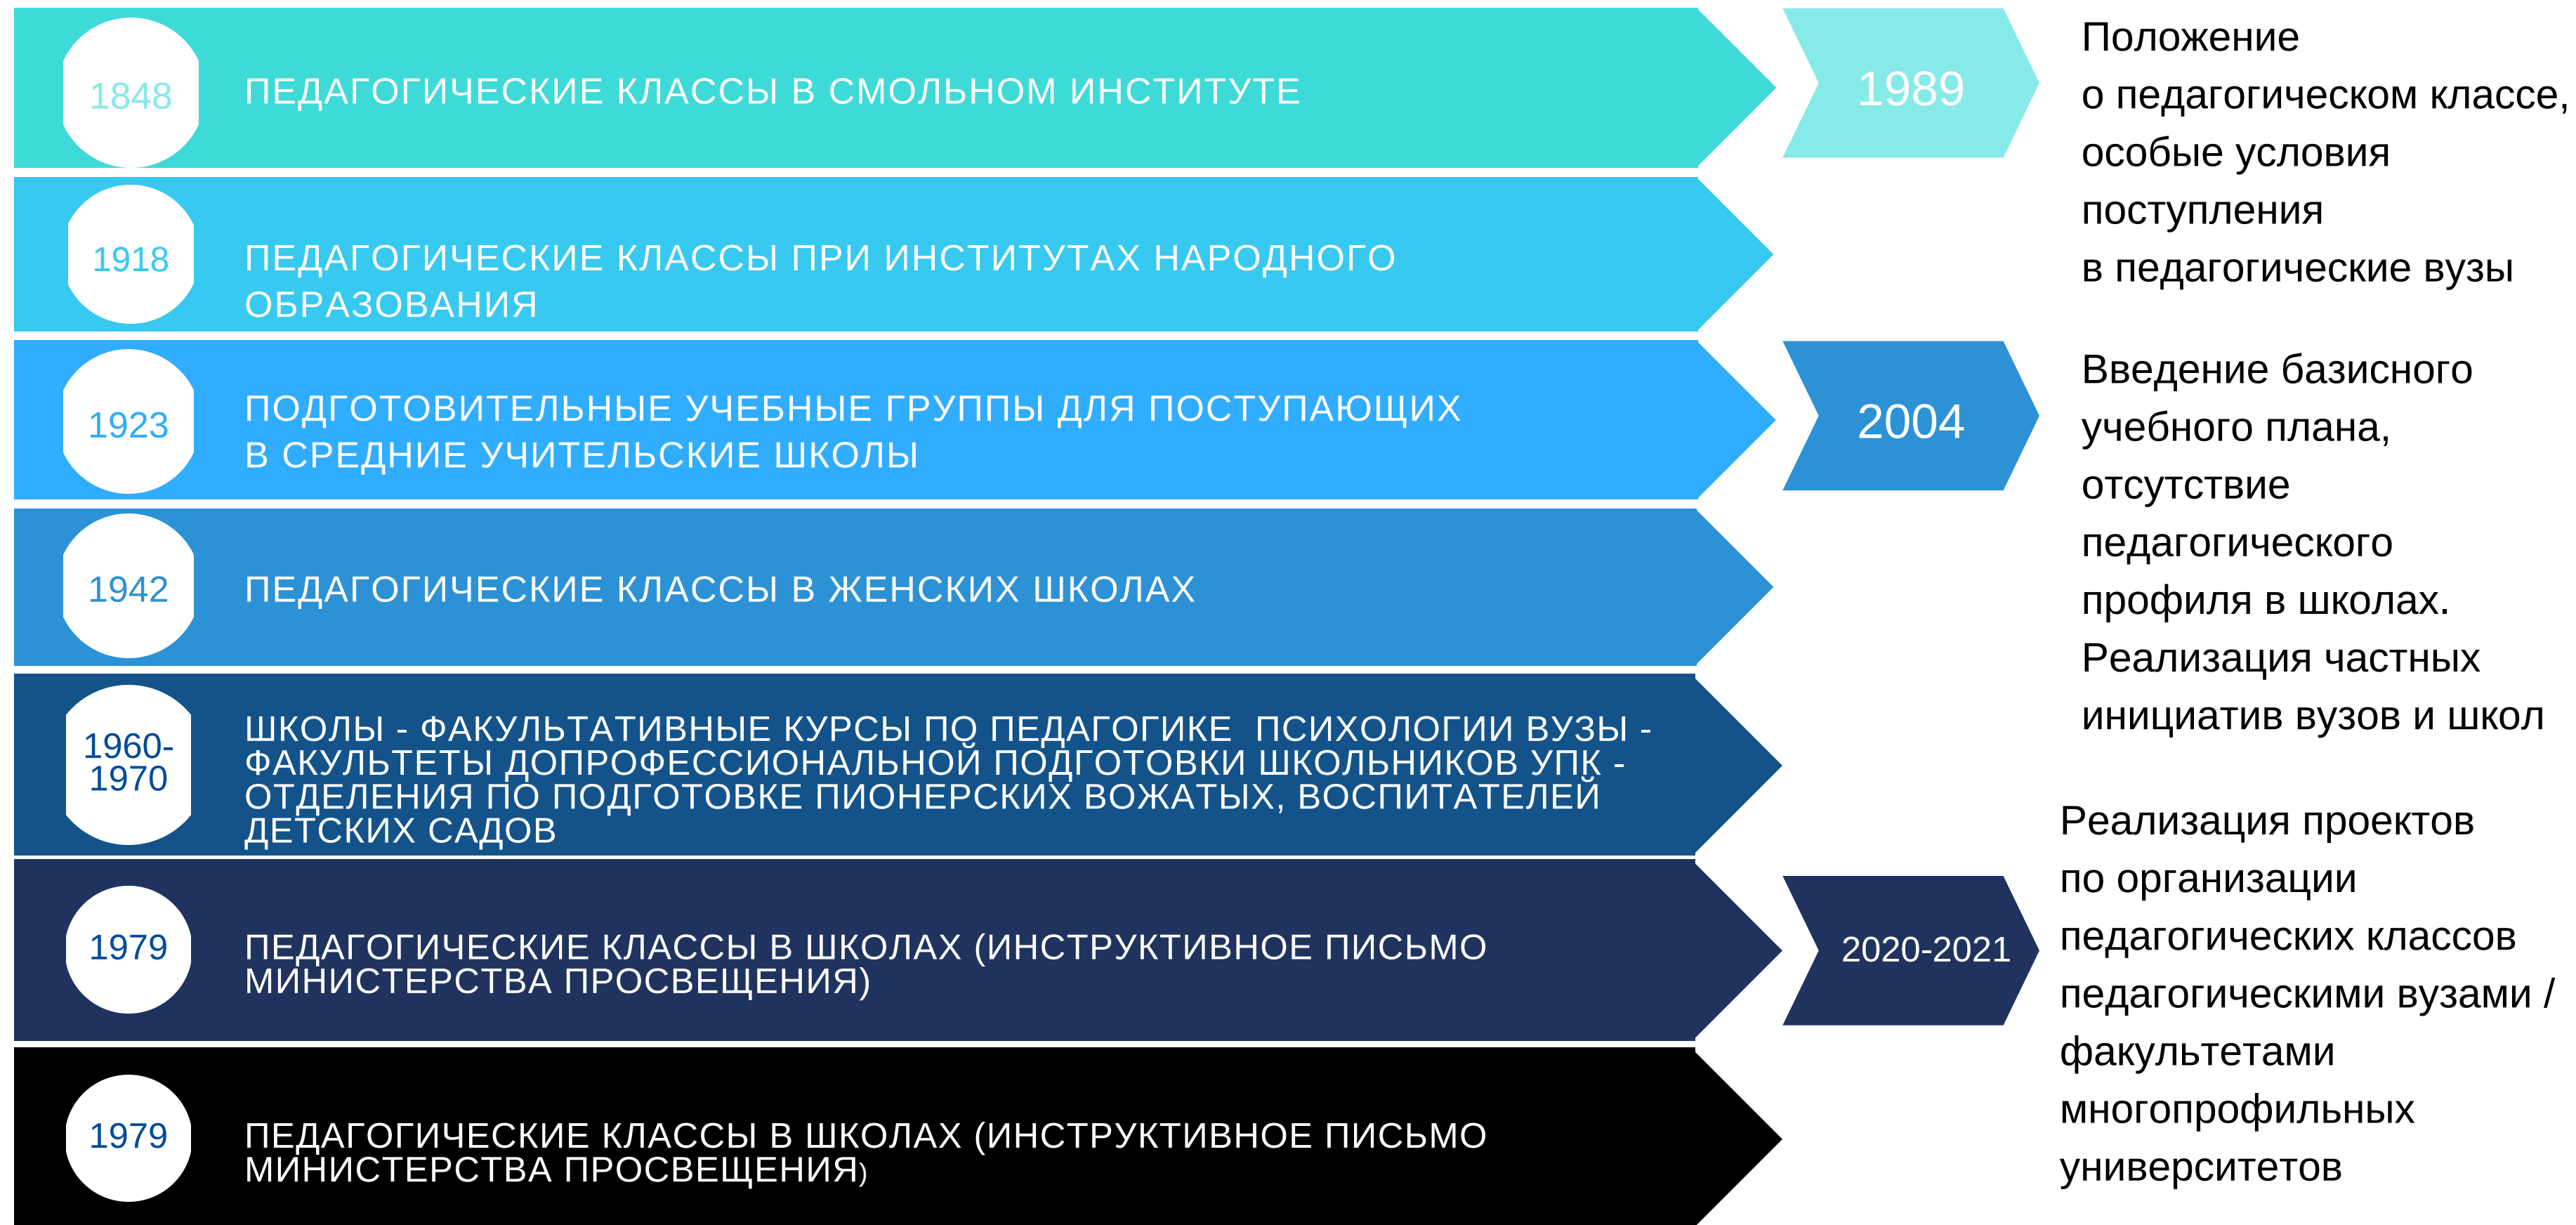 1848
ПЕДАГОГИЧЕСКИЕ КЛАССЫ В СМОЛЬНОМ ИНСТИТУТЕ
1918
ПЕДАГОГИЧЕСКИЕ КЛАССЫ ПРИ ИНСТИТУТАХ НАРОДНОГО
ОБРАЗОВАНИЯ
1923
ПОДГОТОВИТЕЛЬНЫЕ УЧЕБНЫЕ ГРУППЫ ДЛЯ ПОСТУПАЮЩИХ
В СРЕДНИЕ УЧИТЕЛЬСКИЕ ШКОЛЫ
1942
ПЕДАГОГИЧЕСКИЕ КЛАССЫ В ЖЕНСКИХ ШКОЛАХ
1960-
1970
ШКОЛЫ - ФАКУЛЬТАТИВНЫЕ КУРСЫ ПО ПЕДАГОГИКЕ  ПСИХОЛОГИИ ВУЗЫ -
ФАКУЛЬТЕТЫ ДОПРОФЕССИОНАЛЬНОЙ ПОДГОТОВКИ ШКОЛЬНИКОВ УПК -
ОТДЕЛЕНИЯ ПО ПОДГОТОВКЕ ПИОНЕРСКИХ ВОЖАТЫХ, ВОСПИТАТЕЛЕЙ
ДЕТСКИХ САДОВ
1979
ПЕДАГОГИЧЕСКИЕ КЛАССЫ В ШКОЛАХ (ИНСТРУКТИВНОЕ ПИСЬМО
МИНИСТЕРСТВА ПРОСВЕЩЕНИЯ)
1979
ПЕДАГОГИЧЕСКИЕ КЛАССЫ В ШКОЛАХ (ИНСТРУКТИВНОЕ ПИСЬМО
МИНИСТЕРСТВА ПРОСВЕЩЕНИЯ)
1989
Положение
о педагогическом классе,
особые условия
поступления
в педагогические вузы
2004
Введение базисного
учебного плана,
отсутствие
педагогического
профиля в школах.
Реализация частных
инициатив вузов и школ
2020-2021
Реализация проектов
по организации
педагогических классов
педагогическими вузами /
факультетами
многопрофильных
университетов